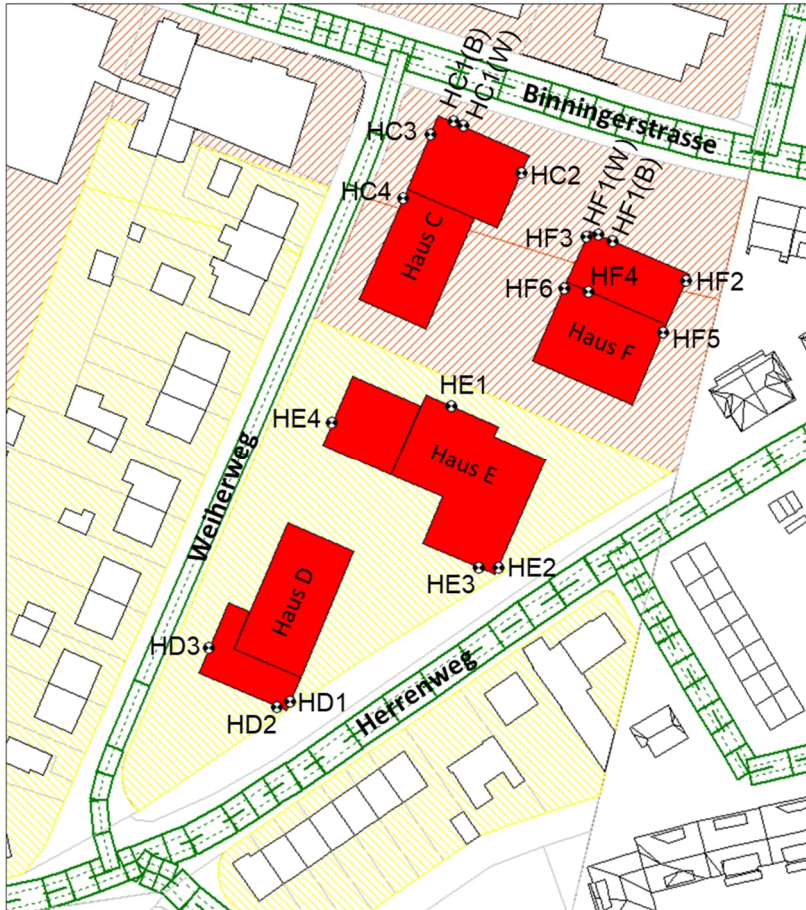 HC1(B)
HC1(W)
Binningerstrasse
HC3
HC2
HC4
HF1(W)
HF1(B)
HF3
Haus C
HF4
HF2
HF6
HF5
Haus F
HE1
HE4
Haus E
Weiherweg
HE3
HE2
Haus D
HD3
HD1
HD2
Herrenweg